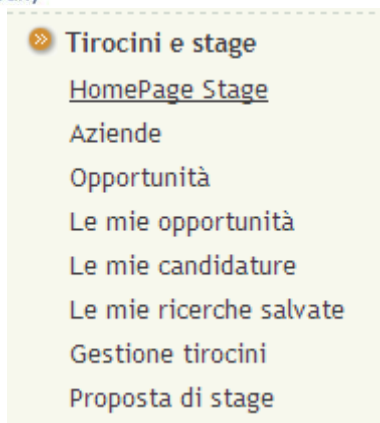 Tirocini e stage
HomePage Stage
Aziende
Opportunità
Le mie opportunità
Le mie candidature
Le mie ricerche salvate
Gestione tirocini
Proposta di stage